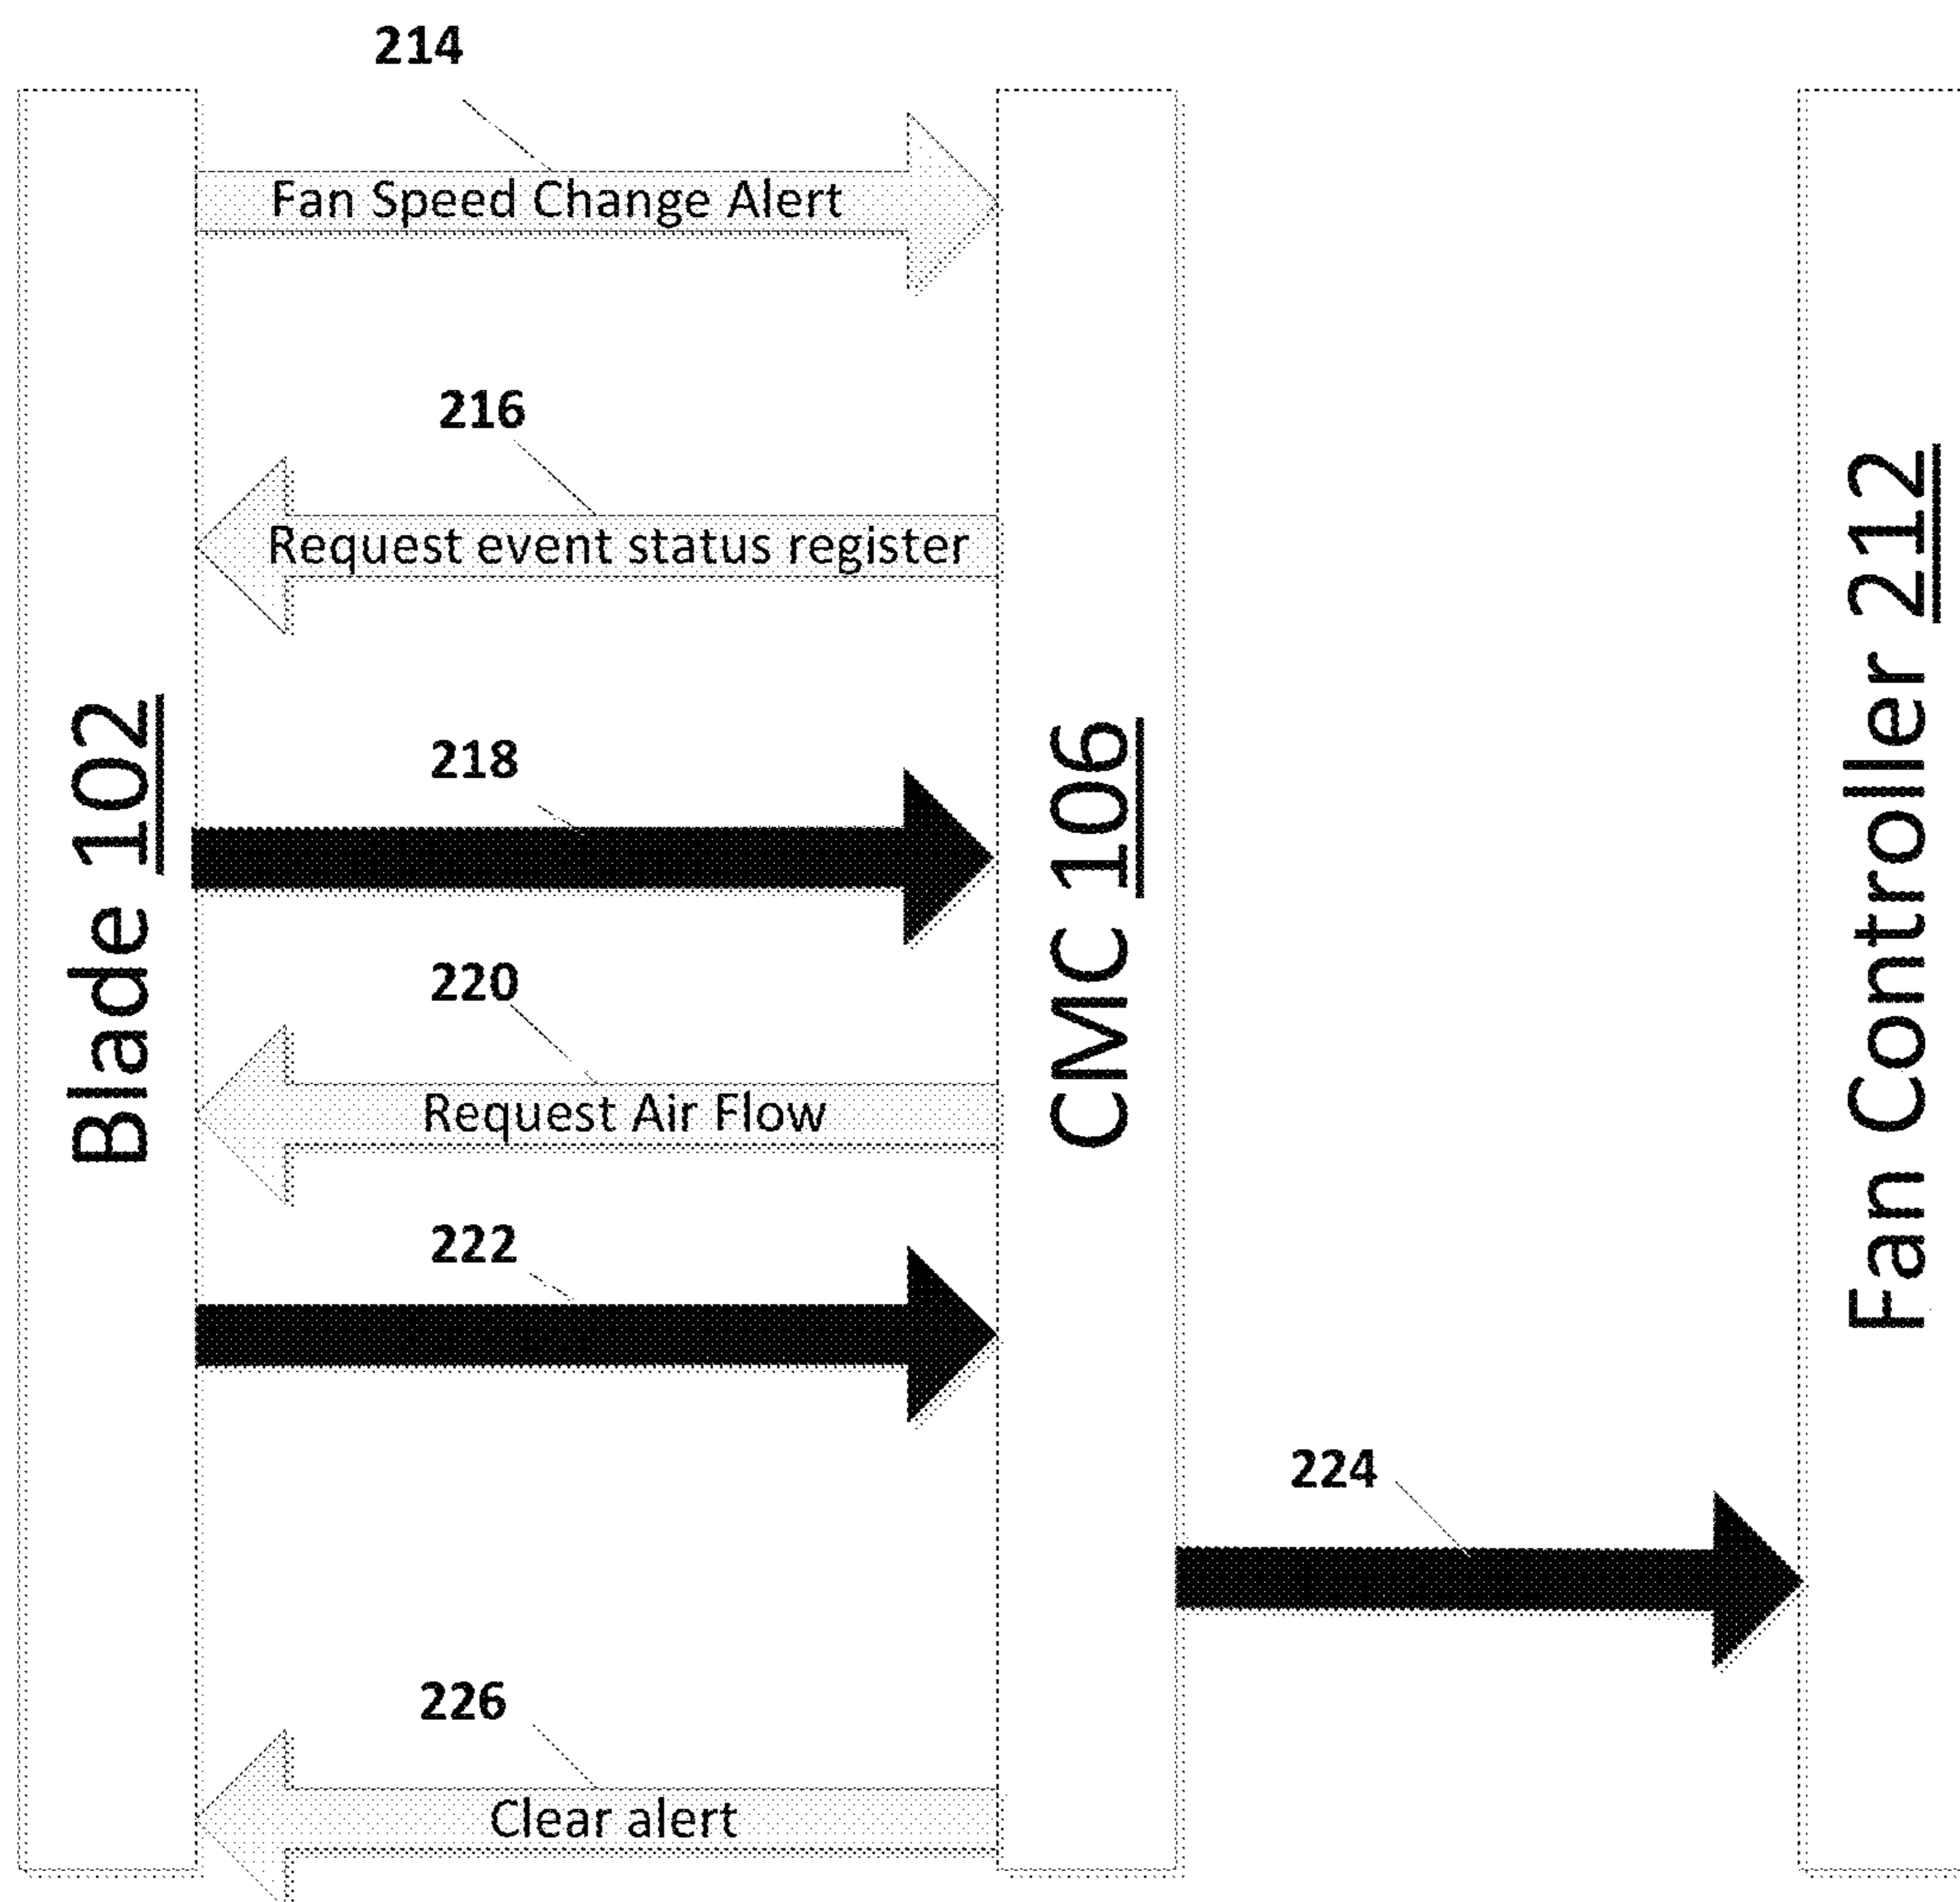 214
Fan Speed Change Alert
216
Request event status register
218
220
Request Air Flow
222
224
226
Clear alert
Blade 102
CMC 106
Fan Controller 212